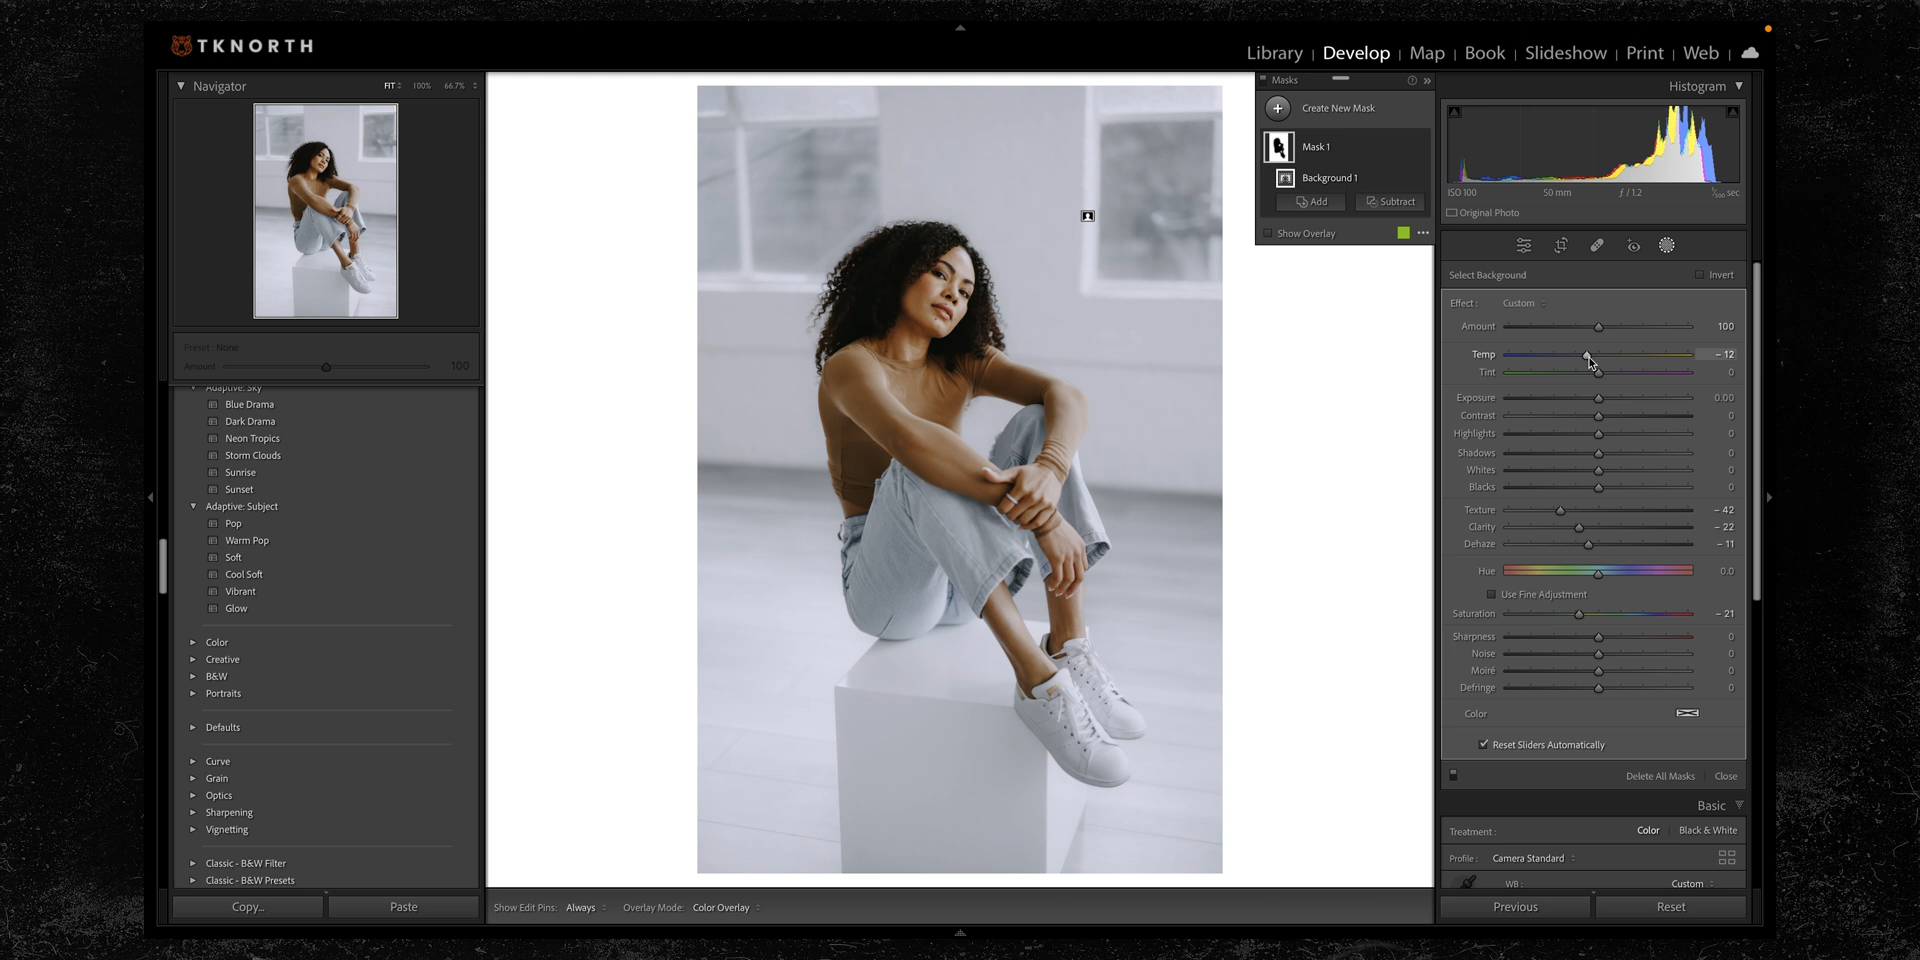 TKNORTH
Library | Develop | Map | Book | Slideshow | Print | Web |
Navigator
FIT 100% 66.7%
Preset: None
Amount 100
Adaptive: Sky
Blue Drama
Dark Drama
Neon Tropics
Storm Clouds
Sunrise
Sunset
Adaptive: Subject
Pop
Warm Pop
Soft
Cool Soft
Vibrant
Glow
Color
Creative
B&W
Portraits
Defaults
Curve
Grain
Optics
Sharpening
Vignetting
Classic - B&W Filter
Classic - B&W Presets
Copy... Paste
Show Edit Pins: Always Overlay Mode: Color Overlay
Masks
Create New Mask
Mask 1
Background 1
Add Subtract
Show Overlay
Histogram
ISO 100 50 mm ƒ / 1.2 1/500 sec
Original Photo
Select Background Invert
Effect: Custom
Amount 100
Temp – 12
Tint 0
Exposure 0.00
Contrast 0
Highlights 0
Shadows 0
Whites 0
Blacks 0
Texture – 42
Clarity – 22
Dehaze – 11
Hue 0.0
Use Fine Adjustment
Saturation – 21
Sharpness 0
Noise 0
Moiré 0
Defringe 0
Color
Reset Sliders Automatically
Delete All Masks Close
Basic
Treatment: Color Black & White
Profile: Camera Standard
WB: Custom
Previous Reset